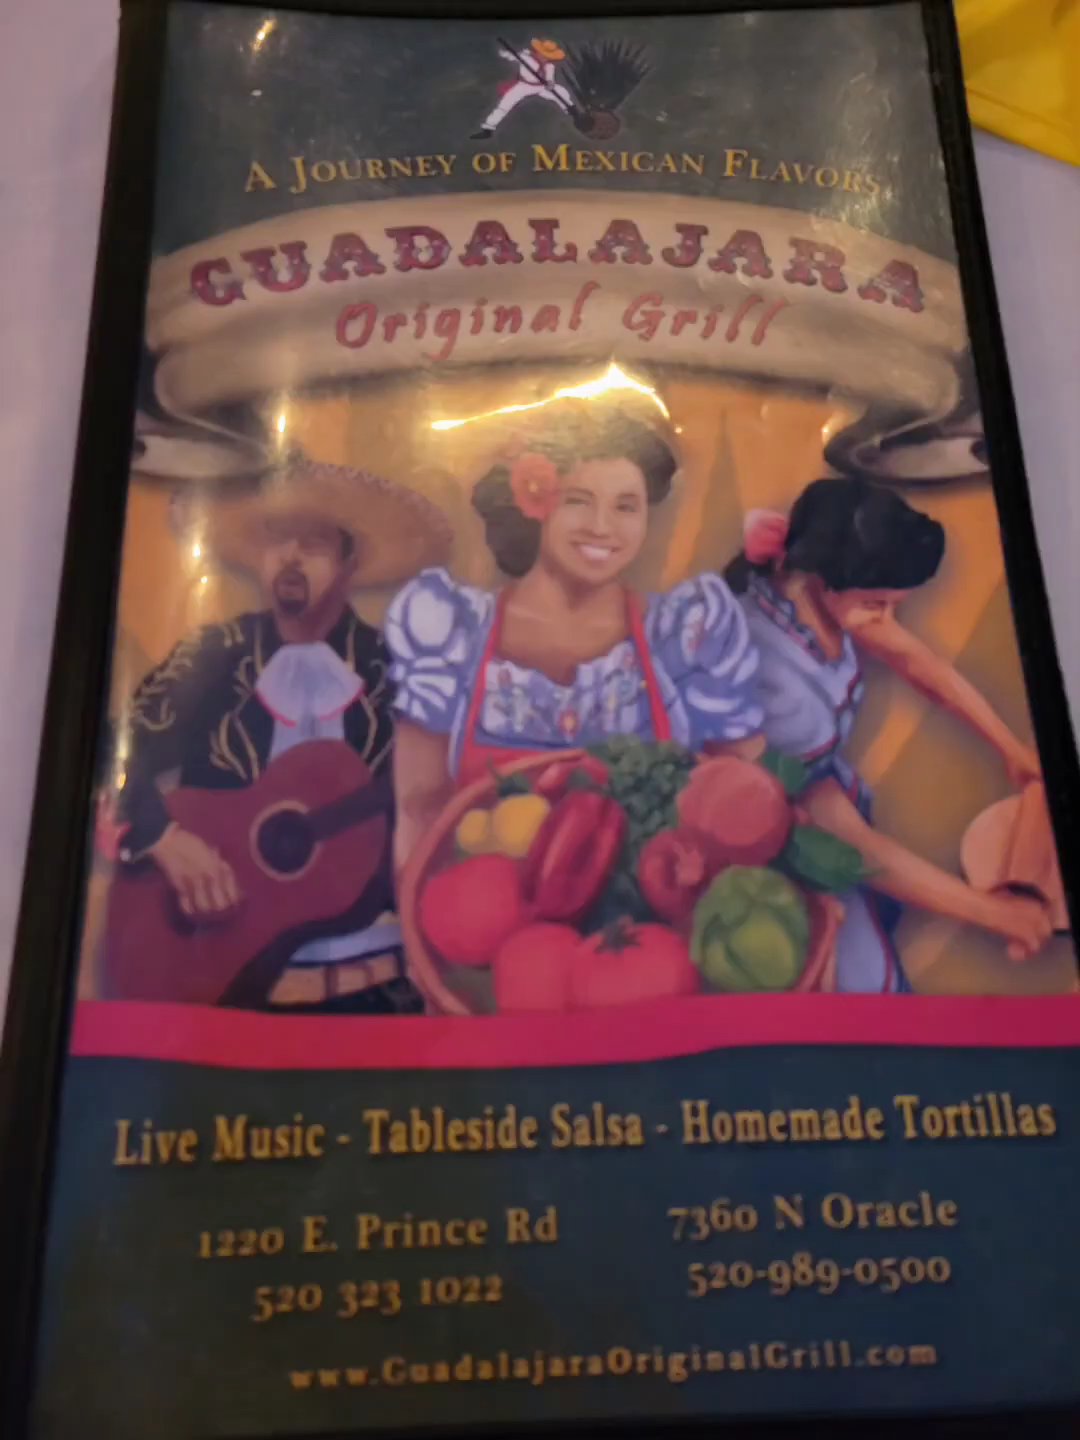 A Journey of Mexican Flavors
GUADALAJARA
Original Grill
Live Music - Tableside Salsa - Homemade Tortillas
1220 E. Prince Rd
520 323 1022
7360 N Oracle
520-989-0500
www.GuadalajaraOriginalGrill.com